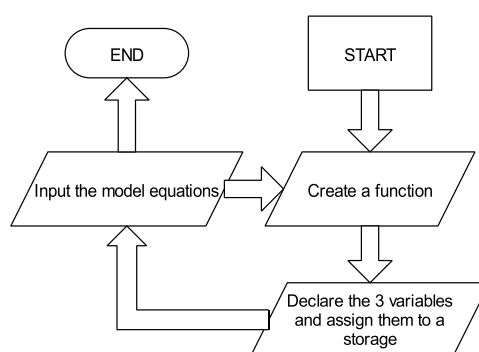 END
START
Input the model equations
Create a function
Declare the 3 variables
and assign them to a
storage